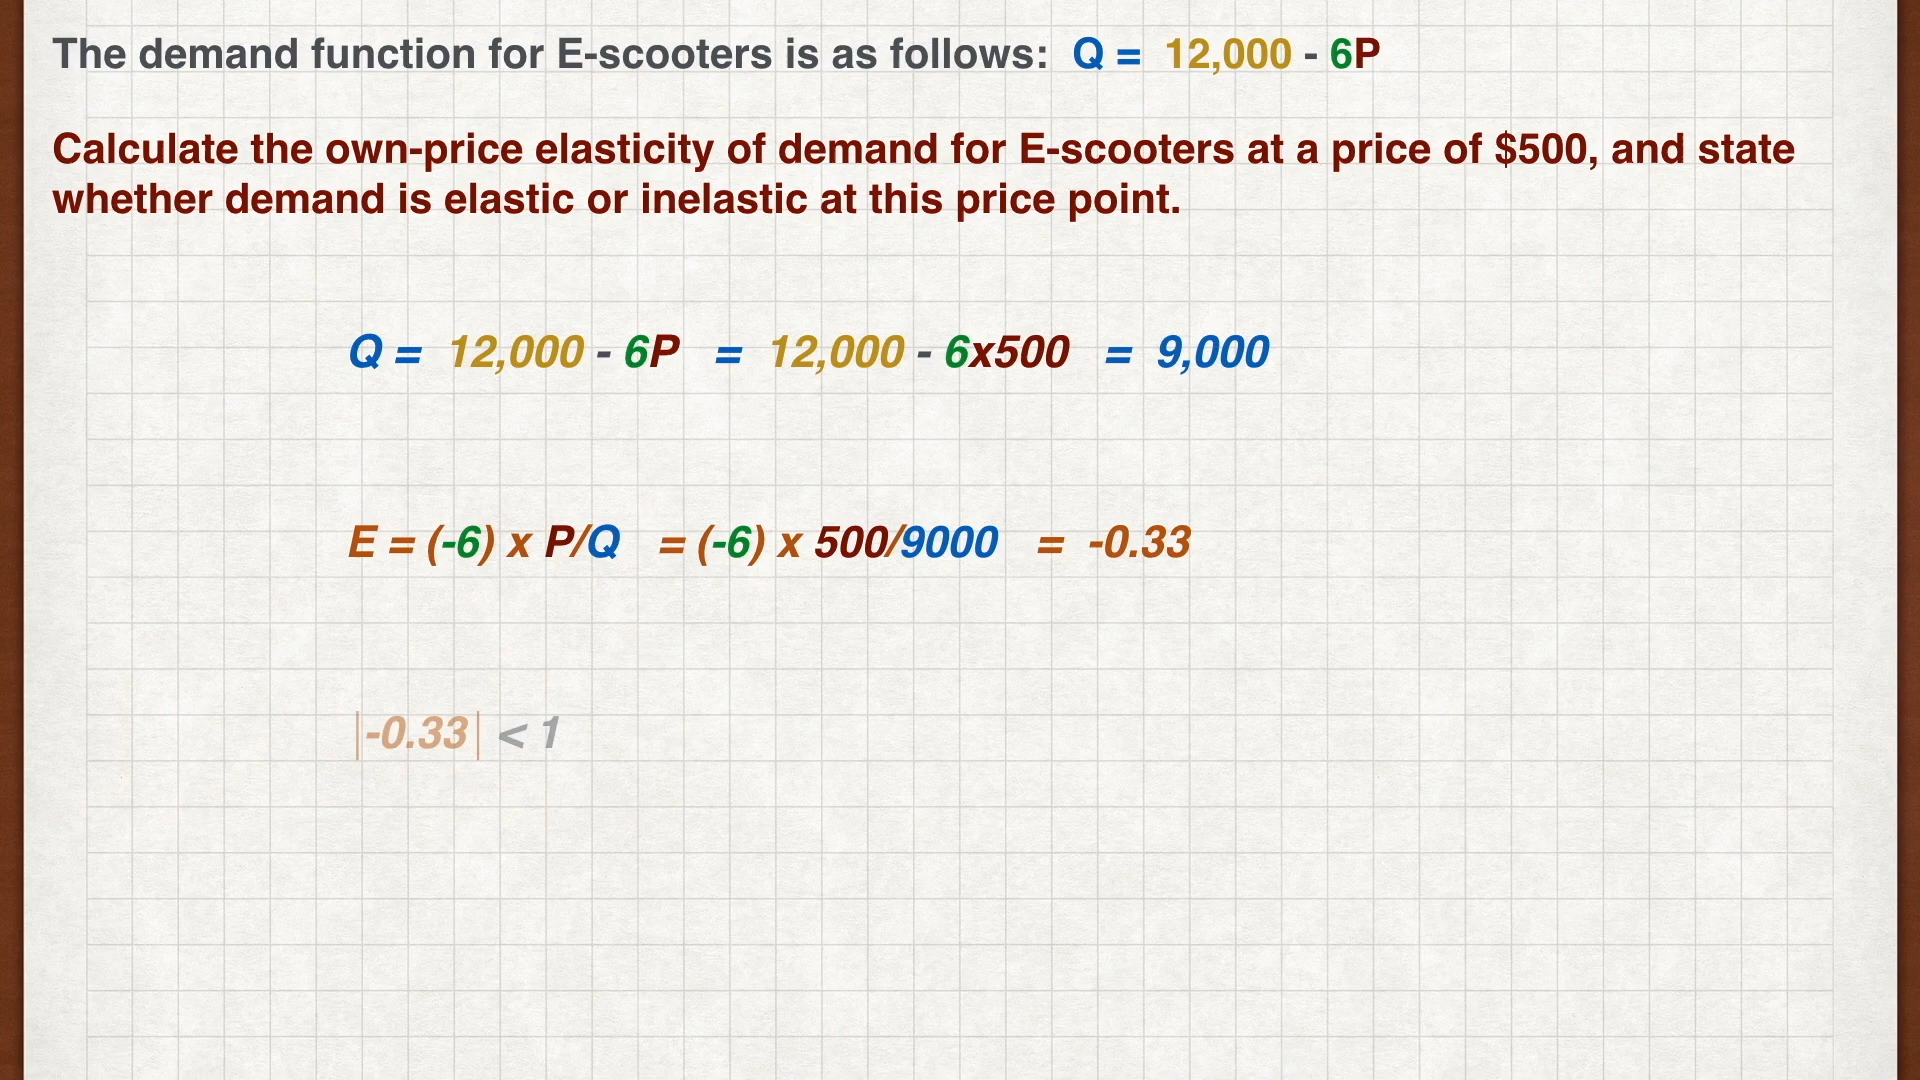 The demand function for E-scooters is as follows: Q = 12,000 - 6P
Calculate the own-price elasticity of demand for E-scooters at a price of $500, and state
whether demand is elastic or inelastic at this price point.
Q = 12,000 - 6P = 12,000 - 6x500 = 9,000
E = (-6) x P/Q = (-6) x 500/9000 = -0.33
|-0.33| < 1